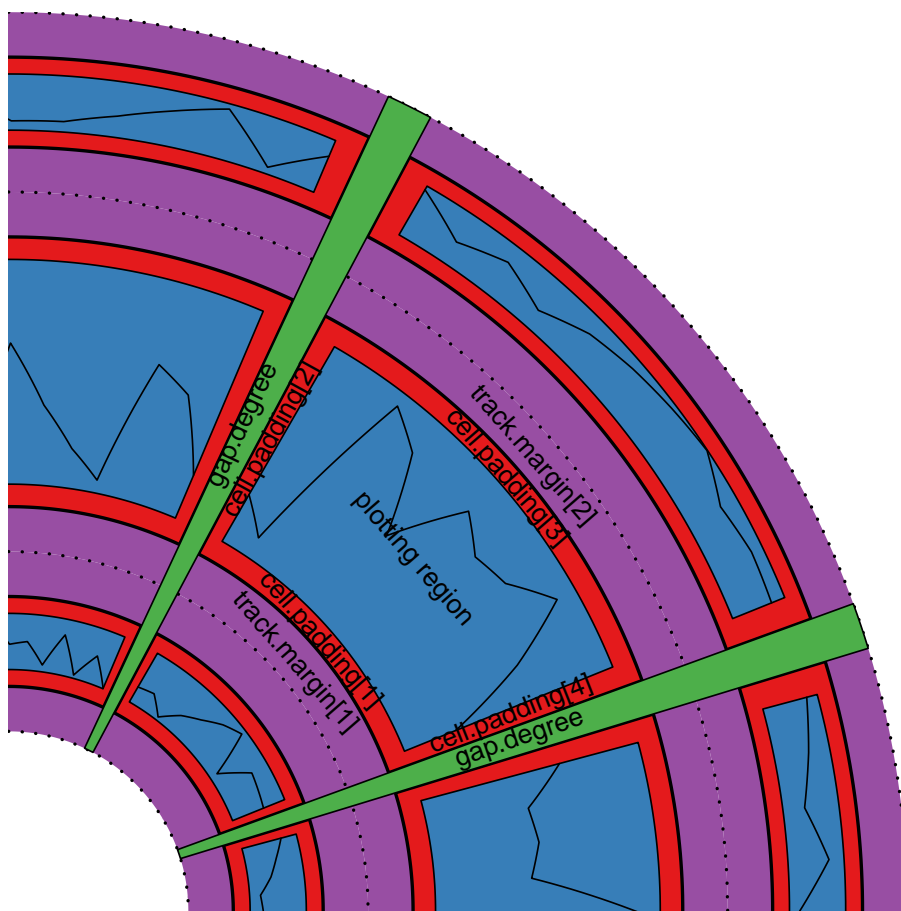 gap.degree
cell.padding[2]
track.margin[2]
cell.padding[3]
plotting region
cell.padding[1]
track.margin[1]
cell.padding[4]
gap.degree